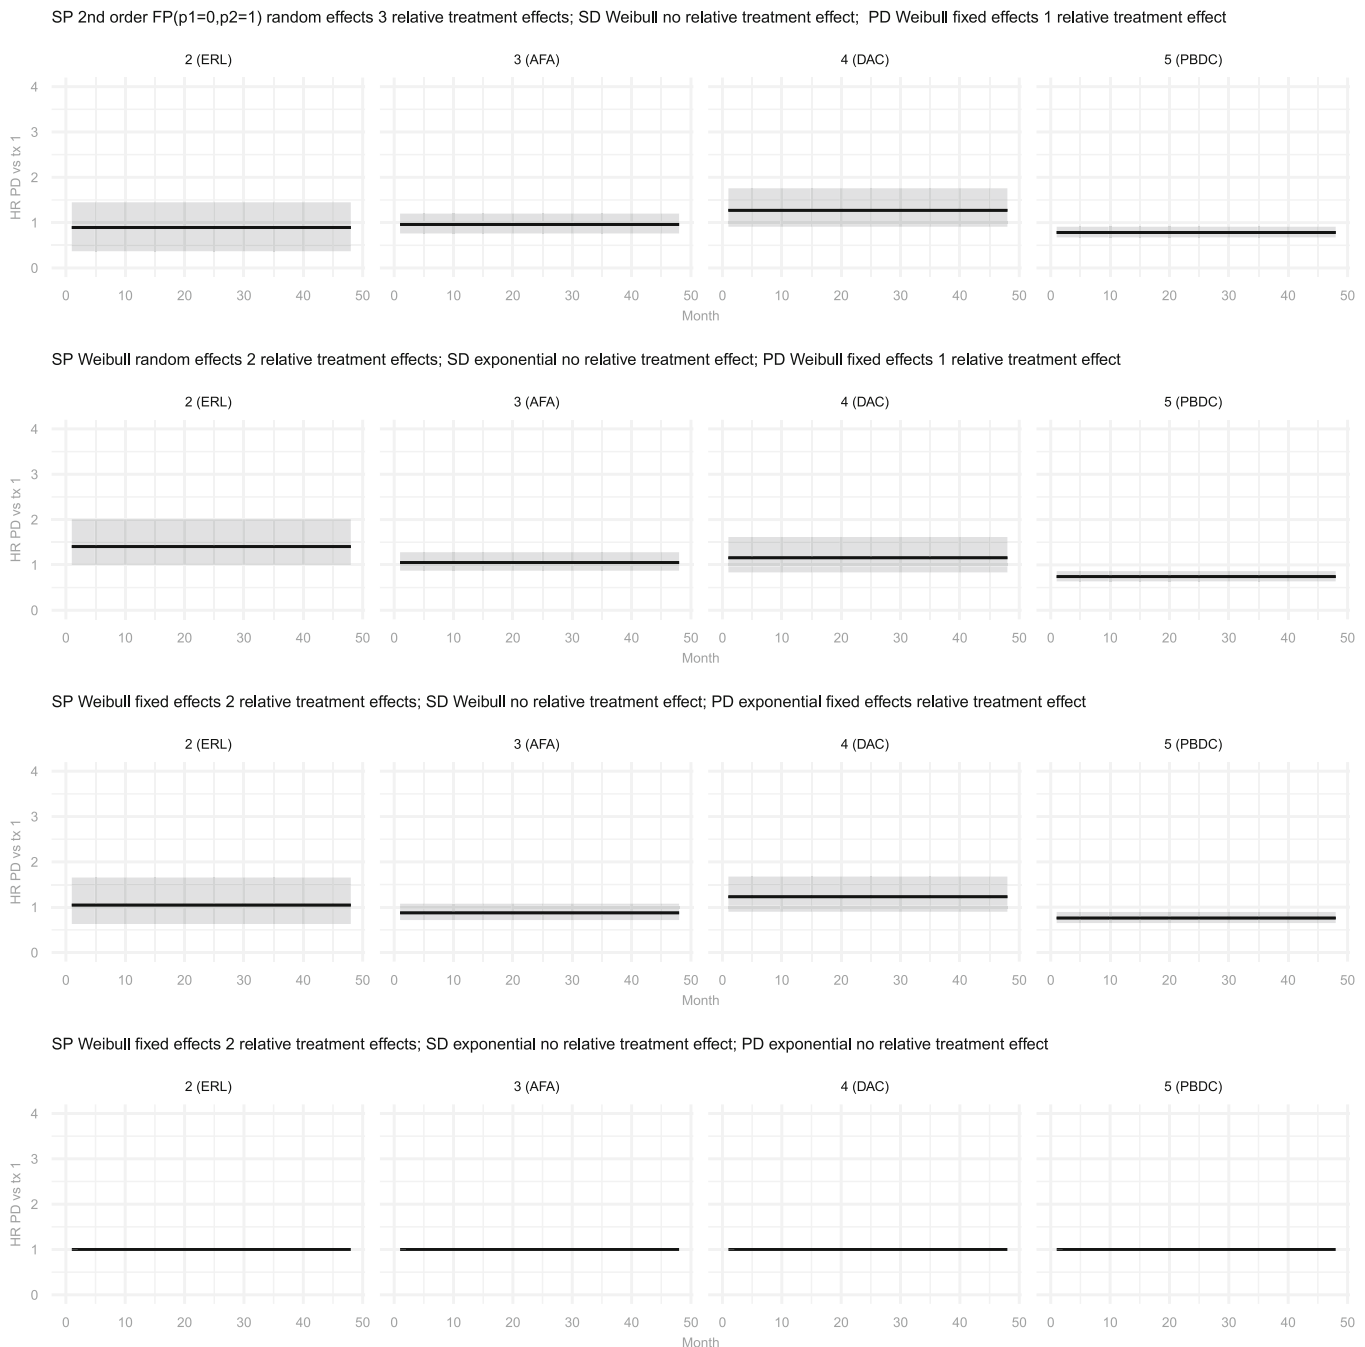 SP 2nd order FP(p1=0,p2=1) random effects 3 relative treatment effects; SD Weibull no relative treatment effect;  PD Weibull fixed effects 1 relative treatment effect
2 (ERL) 3 (AFA) 4 (DAC) 5 (PBDC)
HR PD vs tx 1
4
3
2
1
0
0 10 20 30 40 50 0 10 20 30 40 50 0 10 20 30 40 50 0 10 20 30 40 50
Month
SP Weibull random effects 2 relative treatment effects; SD exponential no relative treatment effect; PD Weibull fixed effects 1 relative treatment effect
2 (ERL) 3 (AFA) 4 (DAC) 5 (PBDC)
HR PD vs tx 1
4
3
2
1
0
0 10 20 30 40 50 0 10 20 30 40 50 0 10 20 30 40 50 0 10 20 30 40 50
Month
SP Weibull fixed effects 2 relative treatment effects; SD Weibull no relative treatment effect; PD exponential fixed effects relative treatment effect
2 (ERL) 3 (AFA) 4 (DAC) 5 (PBDC)
HR PD vs tx 1
4
3
2
1
0
0 10 20 30 40 50 0 10 20 30 40 50 0 10 20 30 40 50 0 10 20 30 40 50
Month
SP Weibull fixed effects 2 relative treatment effects; SD exponential no relative treatment effect; PD exponential no relative treatment effect
2 (ERL) 3 (AFA) 4 (DAC) 5 (PBDC)
HR PD vs tx 1
4
3
2
1
0
0 10 20 30 40 50 0 10 20 30 40 50 0 10 20 30 40 50 0 10 20 30 40 50
Month